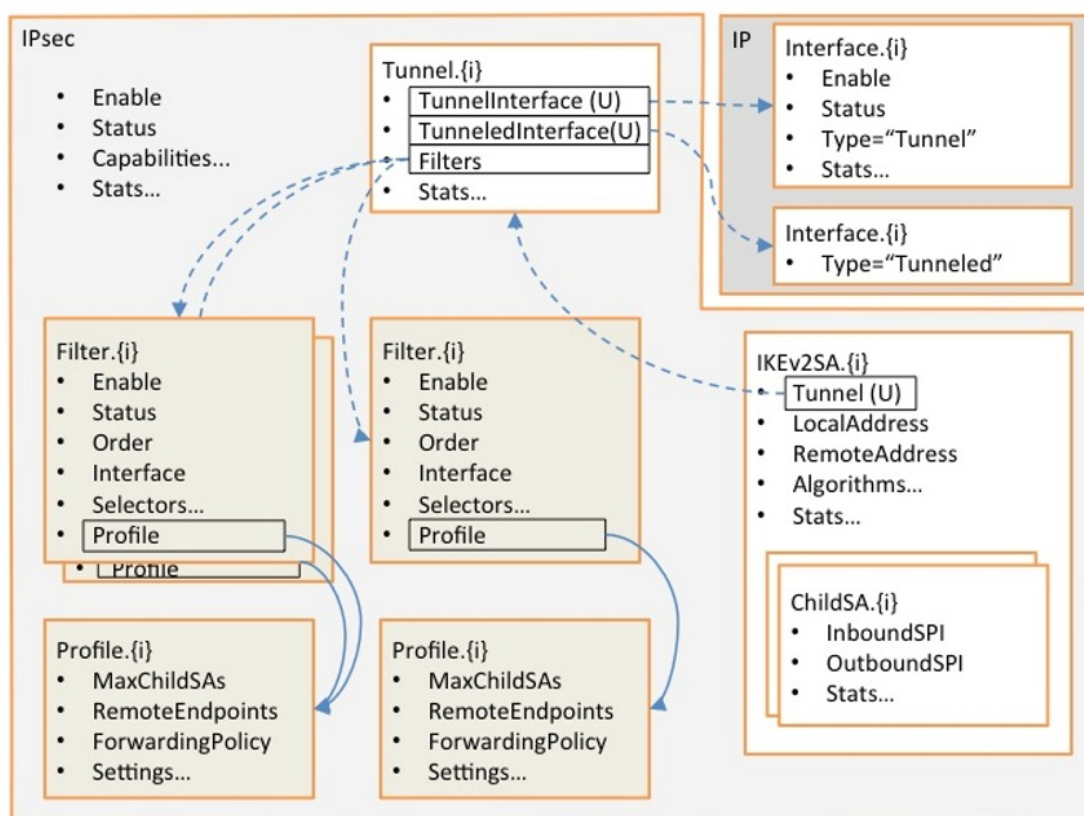 IPsec
• Enable
• Status
• Capabilities...
• Stats...
Tunnel.{i}
• TunnelInterface (U)
• TunneledInterface(U)
• Filters
• Stats...
IP
Interface.{i}
• Enable
• Status
• Type=“Tunnel”
• Stats...
Interface.{i}
• Type=“Tunneled”
Filter.{i}
• Enable
• Status
• Order
• Interface
• Selectors...
• Profile
• Profile
Filter.{i}
• Enable
• Status
• Order
• Interface
• Selectors...
• Profile
IKEv2SA.{i}
• Tunnel (U)
• LocalAddress
• RemoteAddress
• Algorithms...
• Stats...
ChildSA.{i}
• InboundSPI
• OutboundSPI
• Stats...
Profile.{i}
• MaxChildSAs
• RemoteEndpoints
• ForwardingPolicy
• Settings...
Profile.{i}
• MaxChildSAs
• RemoteEndpoints
• ForwardingPolicy
• Settings...